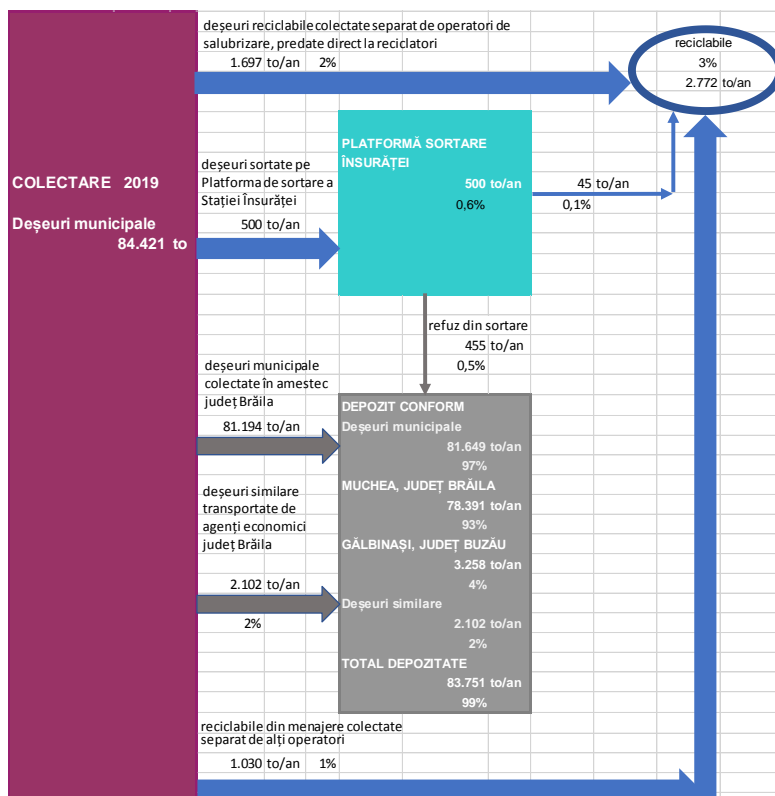 deșeuri reciclabile colectate separat de operatori de
salubrizare, predate direct la reciclatori
1.697 to/an 2%
reciclabile
3%
2.772 to/an
COLECTARE 2019
Deșeuri municipale
84.421 to
deșeuri sortate pe
Platforma de sortare a
Stației Însurăței
500 to/an
PLATFORMĂ SORTARE
ÎNSURĂȚEI
500 to/an
0,6%
45 to/an
0,1%
refuz din sortare
455 to/an
0,5%
deșeuri municipale
colectate în amestec
județ Brăila
81.194 to/an
deșeuri similare
transportate de
agenți economici
județ Brăila
2.102 to/an
2%
DEPOZIT CONFORM
Deșeuri municipale
81.649 to/an
97%
MUCHEA, JUDEȚ BRĂILA
78.391 to/an
93%
GĂLBINAȘI, JUDEȚ BUZĂU
3.258 to/an
4%
Deșeuri similare
2.102 to/an
2%
TOTAL DEPOZITATE
83.751 to/an
99%
reciclabile din menajere colectate
separat de alți operatori
1.030 to/an 1%